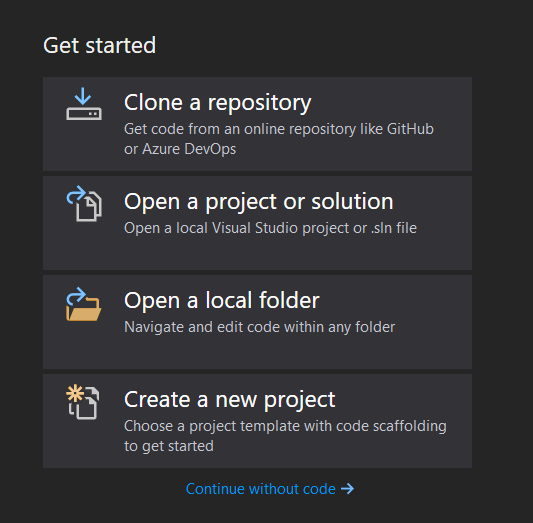 Get started
Clone a repository
Get code from an online repository like GitHub
or Azure DevOps
Open a project or solution
Open a local Visual Studio project or .sln file
Open a local folder
Navigate and edit code within any folder
Create a new project
Choose a project template with code scaffolding
to get started
Continue without code →